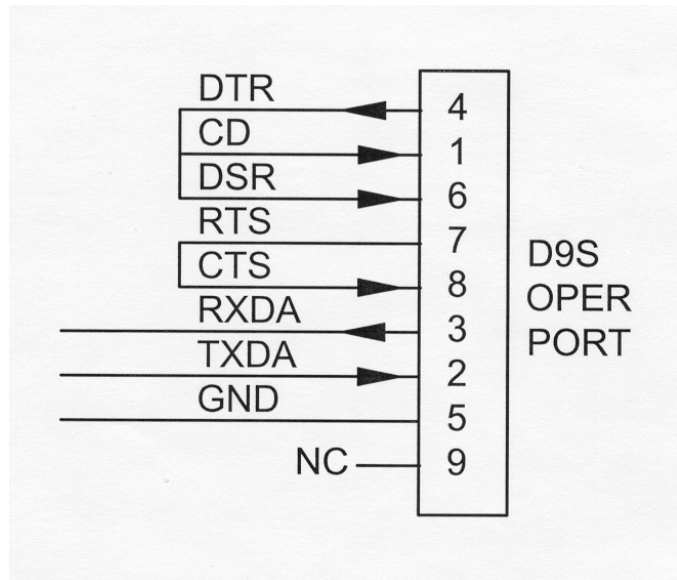 DTR
4
CD
1
DSR
6
RTS
7
CTS
8
RXDA
3
TXDA
2
GND
5
NC
9
D9S
OPER
PORT